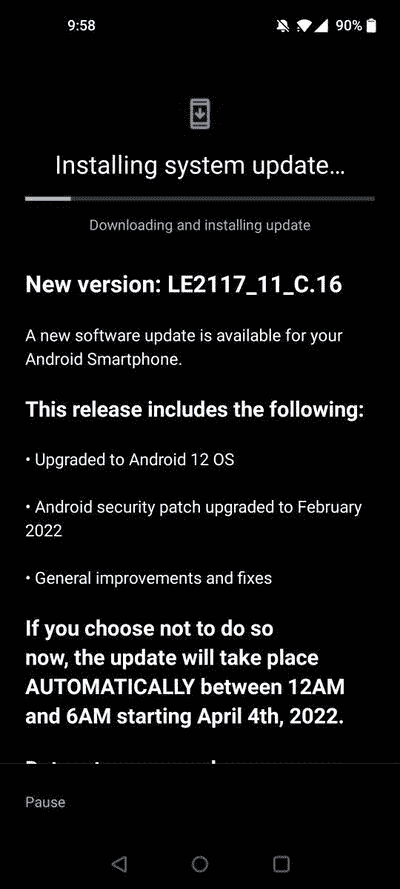 9:58
90%
Installing system update…
Downloading and installing update
New version: LE2117_11_C.16
A new software update is available for your
Android Smartphone.
This release includes the following:
• Upgraded to Android 12 OS
• Android security patch upgraded to February
2022
• General improvements and fixes
If you choose not to do so
now, the update will take place
AUTOMATICALLY between 12AM
and 6AM starting April 4th, 2022.
Pause